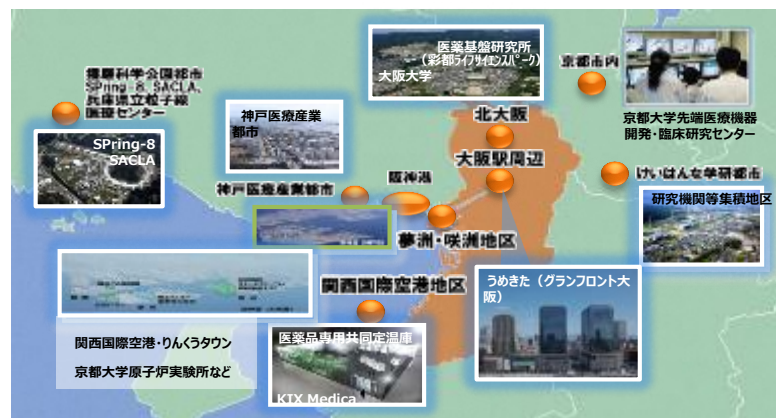 播磨科学公園都市
SPring-8、SACLA、
兵庫県立粒子線
医療センター
SPring-8
SACLA
神戸医療産業
都市
医薬基盤研究所
(彩都ライフサイエンスパーク)
大阪大学
京都市内
京都大学先端医療機器
開発・臨床研究センター
北大阪
大阪駅周辺
けいはんな学研都市
研究機関等集積地区
神戸医療産業都市
阪神港
夢洲・咲洲地区
関西国際空港地区
うめきた（グランフロント大
阪）
関西国際空港・りんくうタウン
京都大学原子炉実験所など
医薬品専用共同定温庫
KIX Medica